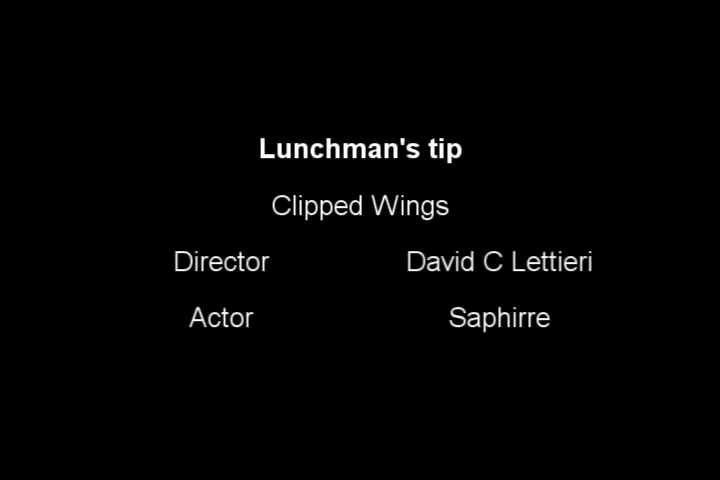 Lunchman's tip
Clipped Wings
Director David C Lettieri
Actor Saphirre